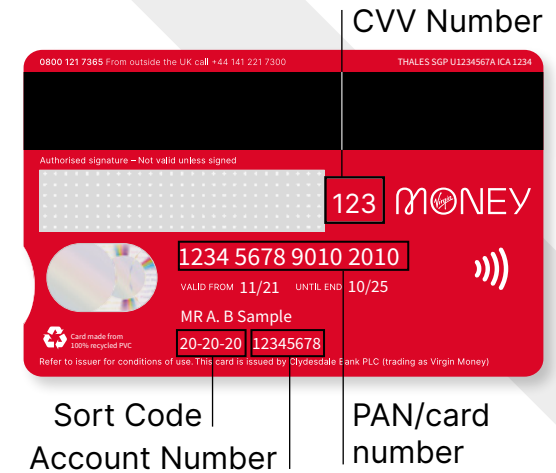 CVV Number
0800 121 7365 From outside the UK call +44 141 221 7300 THALES SGP U1234567A ICA 1234
Authorised signature – Not valid unless signed
123 Virgin MONEY
1234 5678 9010 2010
VALID FROM 11/21 UNTIL END 10/25
MR A. B Sample
Card made from
100% recycled PVC
20-20-20 12345678
Refer to issuer for conditions of use. This card is issued by Clydesdale Bank PLC (trading as Virgin Money)
Sort Code
Account Number
PAN/card
number